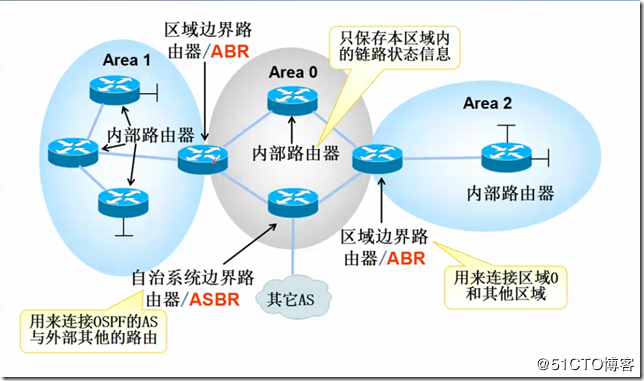 区域边界路
由器/ABR
只保存本区域内
的链路状态信息
Area 1
Area 0
Area 2
内部路由器
内部路由器
内部路由器
自治系统边界路
由器/ASBR
其它AS
区域边界路
由器/ABR
用来连接OSPF的AS
与外部其他的路由
用来连接区域0
和其他区域
@51CTO博客